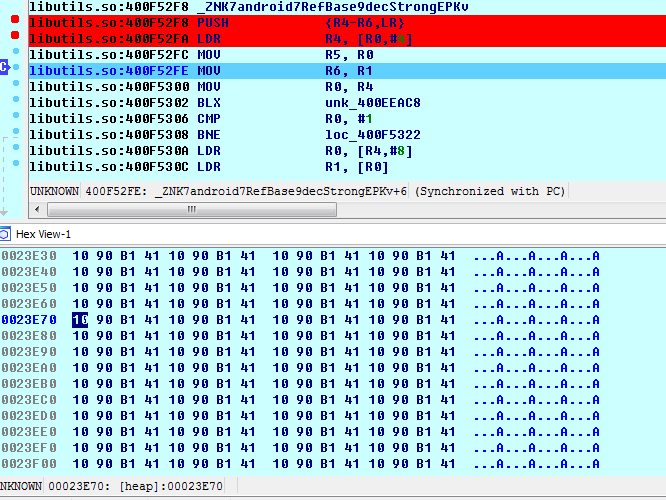 libutils.so:400F52F8 _ZNK7android7RefBase9decStrongEPKv
libutils.so:400F52F8 PUSH {R4-R6,LR}
libutils.so:400F52FA LDR R4, [R0,#4]
libutils.so:400F52FC MOV R5, R0
libutils.so:400F52FE MOV R6, R1
libutils.so:400F5300 MOV R0, R4
libutils.so:400F5302 BLX unk_400EEAC8
libutils.so:400F5306 CMP R0, #1
libutils.so:400F5308 BNE loc_400F5322
libutils.so:400F530A LDR R0, [R4,#8]
libutils.so:400F530C LDR R1, [R0]
UNKNOWN 400F52FE: _ZNK7android7RefBase9decStrongEPKv+6 (Synchronized with PC)
Hex View-1
0023E30 10 90 B1 41 10 90 B1 41 10 90 B1 41 10 90 B1 41 ...A...A...A...A
0023E40 10 90 B1 41 10 90 B1 41 10 90 B1 41 10 90 B1 41 ...A...A...A...A
0023E50 10 90 B1 41 10 90 B1 41 10 90 B1 41 10 90 B1 41 ...A...A...A...A
0023E60 10 90 B1 41 10 90 B1 41 10 90 B1 41 10 90 B1 41 ...A...A...A...A
0023E70 10 90 B1 41 10 90 B1 41 10 90 B1 41 10 90 B1 41 ...A...A...A...A
0023E80 10 90 B1 41 10 90 B1 41 10 90 B1 41 10 90 B1 41 ...A...A...A...A
0023E90 10 90 B1 41 10 90 B1 41 10 90 B1 41 10 90 B1 41 ...A...A...A...A
0023EA0 10 90 B1 41 10 90 B1 41 10 90 B1 41 10 90 B1 41 ...A...A...A...A
0023EB0 10 90 B1 41 10 90 B1 41 10 90 B1 41 10 90 B1 41 ...A...A...A...A
0023EC0 10 90 B1 41 10 90 B1 41 10 90 B1 41 10 90 B1 41 ...A...A...A...A
0023ED0 10 90 B1 41 10 90 B1 41 10 90 B1 41 10 90 B1 41 ...A...A...A...A
0023EE0 10 90 B1 41 10 90 B1 41 10 90 B1 41 10 90 B1 41 ...A...A...A...A
0023EF0 10 90 B1 41 10 90 B1 41 10 90 B1 41 10 90 B1 41 ...A...A...A...A
0023F00 10 90 B1 41 10 90 B1 41 10 90 B1 41 10 90 B1 41 ...A...A...A...A
NKNOWN 00023E70: [heap]:00023E70